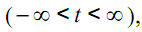 (−∞ < t < ∞),